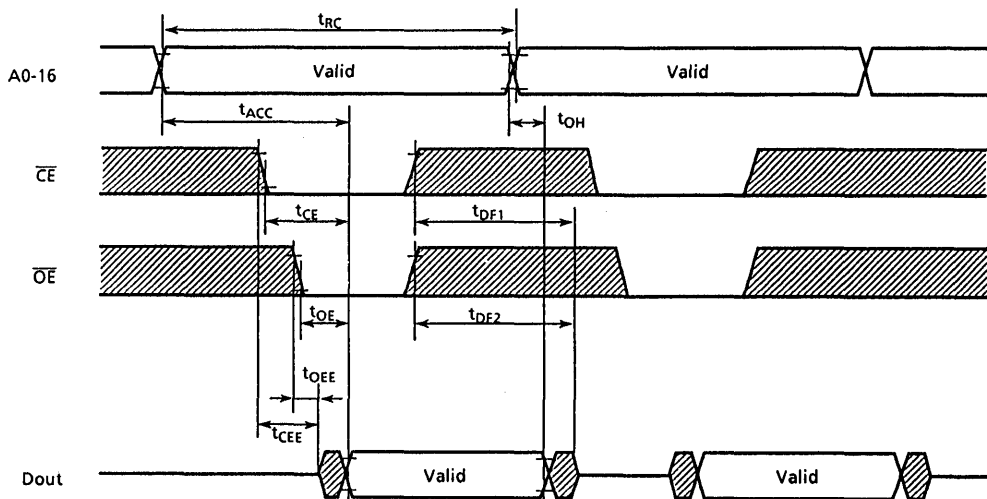 tRC
A0-16
Valid
Valid
tACC
tOH
CE
tCE
tDF1
OE
tOE
tDF2
tOEE
tCEE
Dout
Valid
Valid